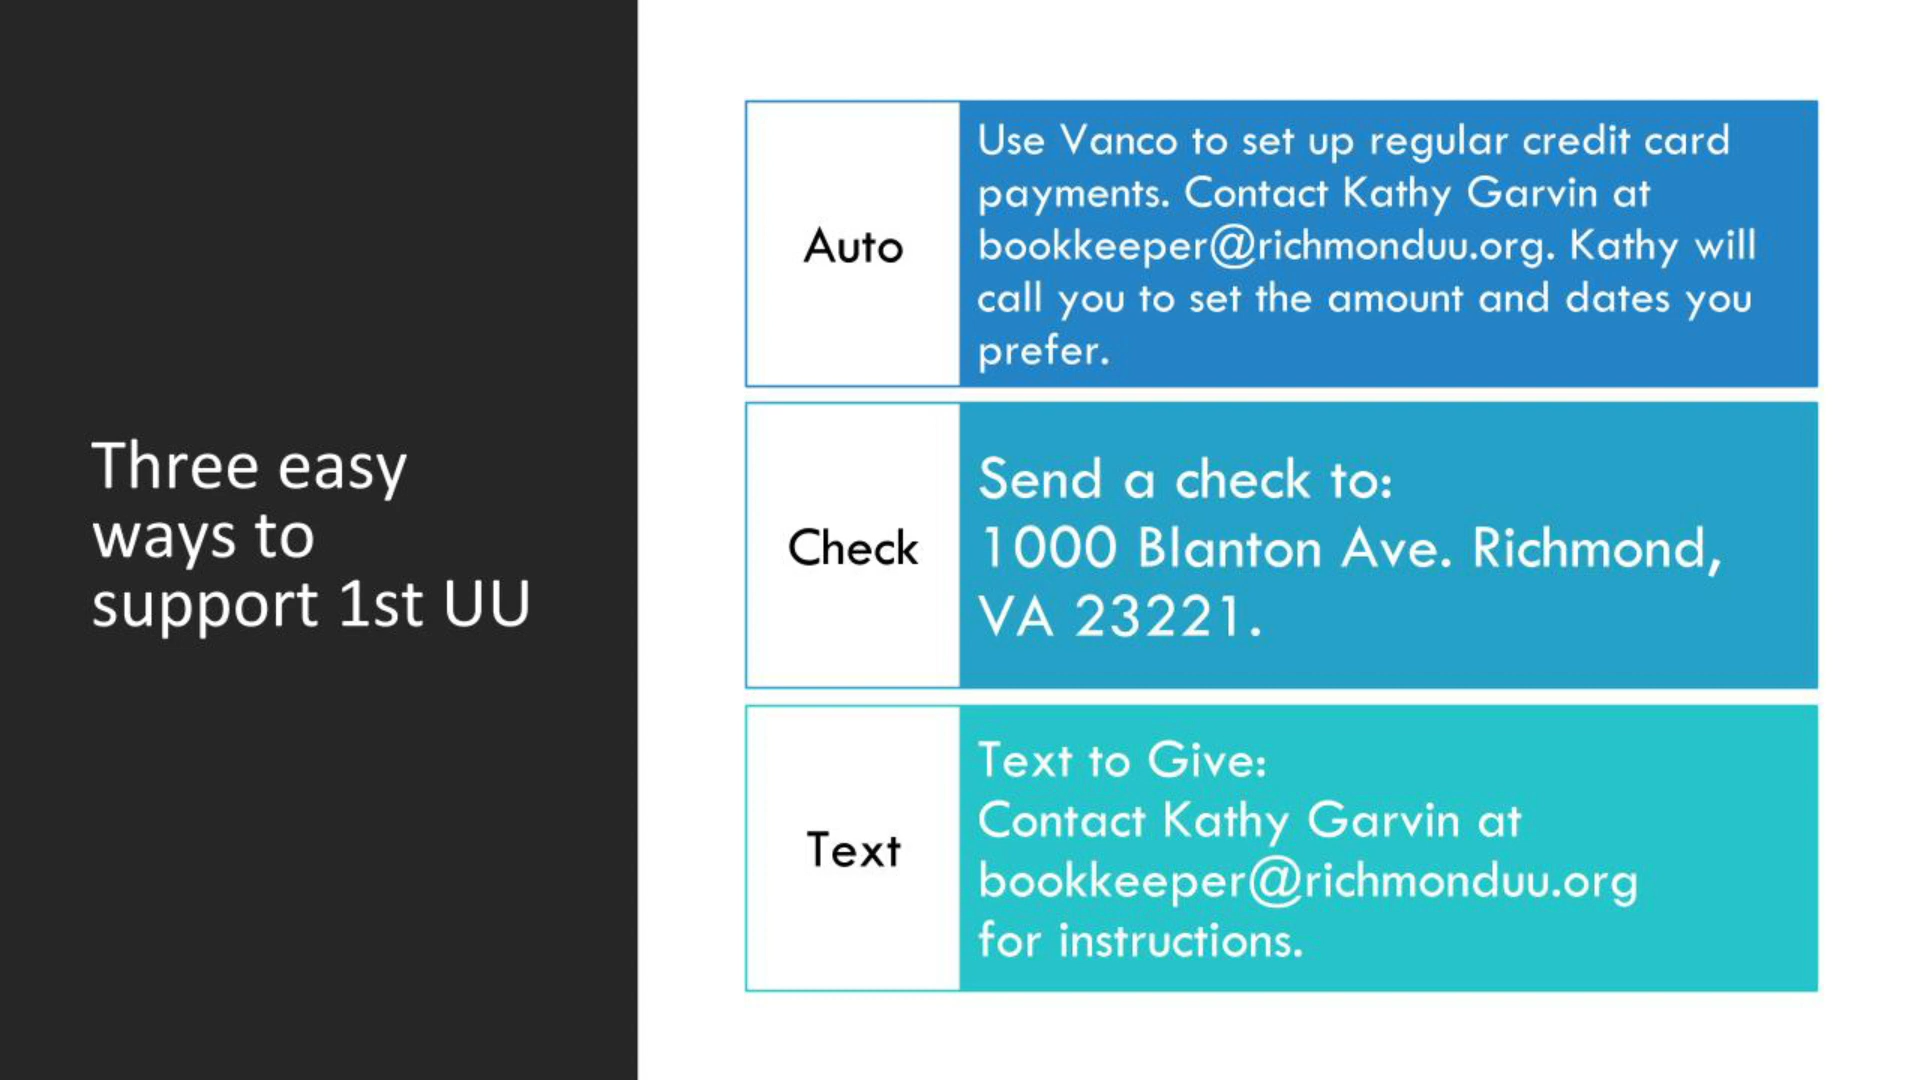 Three easy
ways to
support 1st UU
Auto
Use Vanco to set up regular credit card
payments. Contact Kathy Garvin at
bookkeeper@richmonduu.org. Kathy will
call you to set the amount and dates you
prefer.
Check
Send a check to:
1000 Blanton Ave. Richmond,
VA 23221.
Text
Text to Give:
Contact Kathy Garvin at
bookkeeper@richmonduu.org
for instructions.